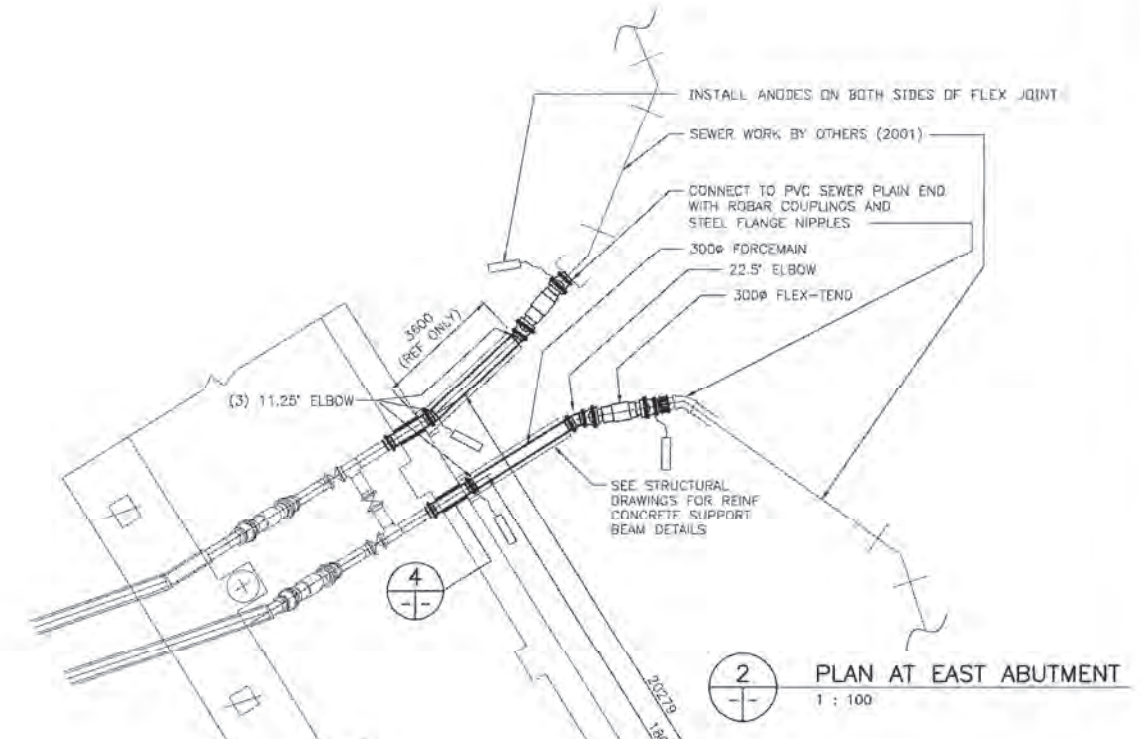 INSTALL ANODES ON BOTH SIDES OF FLEX JOINT
SEWER WORK BY OTHERS (2001)
CONNECT TO PVC SEWER PLAIN END
WITH ROBAR COUPLINGS AND
STEEL FLANGE NIPPLES
300ø FORCEMAIN
22.5° ELBOW
300ø FLEX-TEND
3600
(REF ONLY)
(3) 11.25° ELBOW
SEE STRUCTURAL
DRAWINGS FOR REINF
CONCRETE SUPPORT
BEAM DETAILS
4
20279
2
PLAN AT EAST ABUTMENT
1 : 100